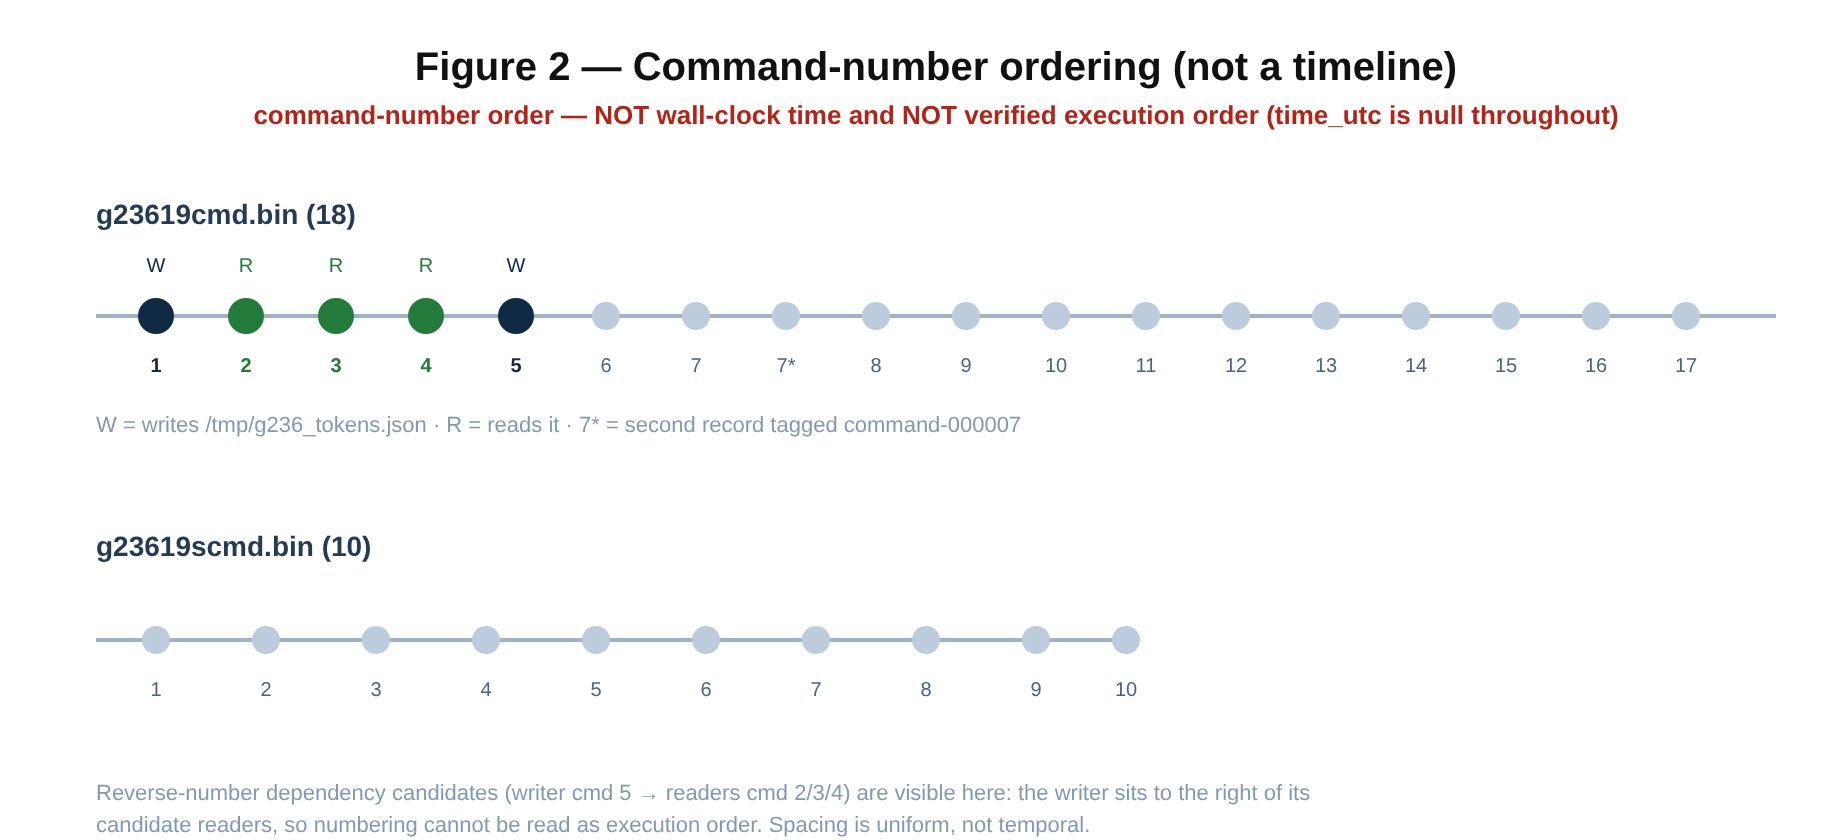 Figure 2 — Command-number ordering (not a timeline)
command-number order — NOT wall-clock time and NOT verified execution order (time_utc is null throughout)
g23619cmd.bin (18)
W R R R W
1 2 3 4 5 6 7 7* 8 9 10 11 12 13 14 15 16 17
W = writes /tmp/g236_tokens.json · R = reads it · 7* = second record tagged command-000007
g23619scmd.bin (10)
1 2 3 4 5 6 7 8 9 10
Reverse-number dependency candidates (writer cmd 5 → readers cmd 2/3/4) are visible here: the writer sits to the right of its
candidate readers, so numbering cannot be read as execution order. Spacing is uniform, not temporal.